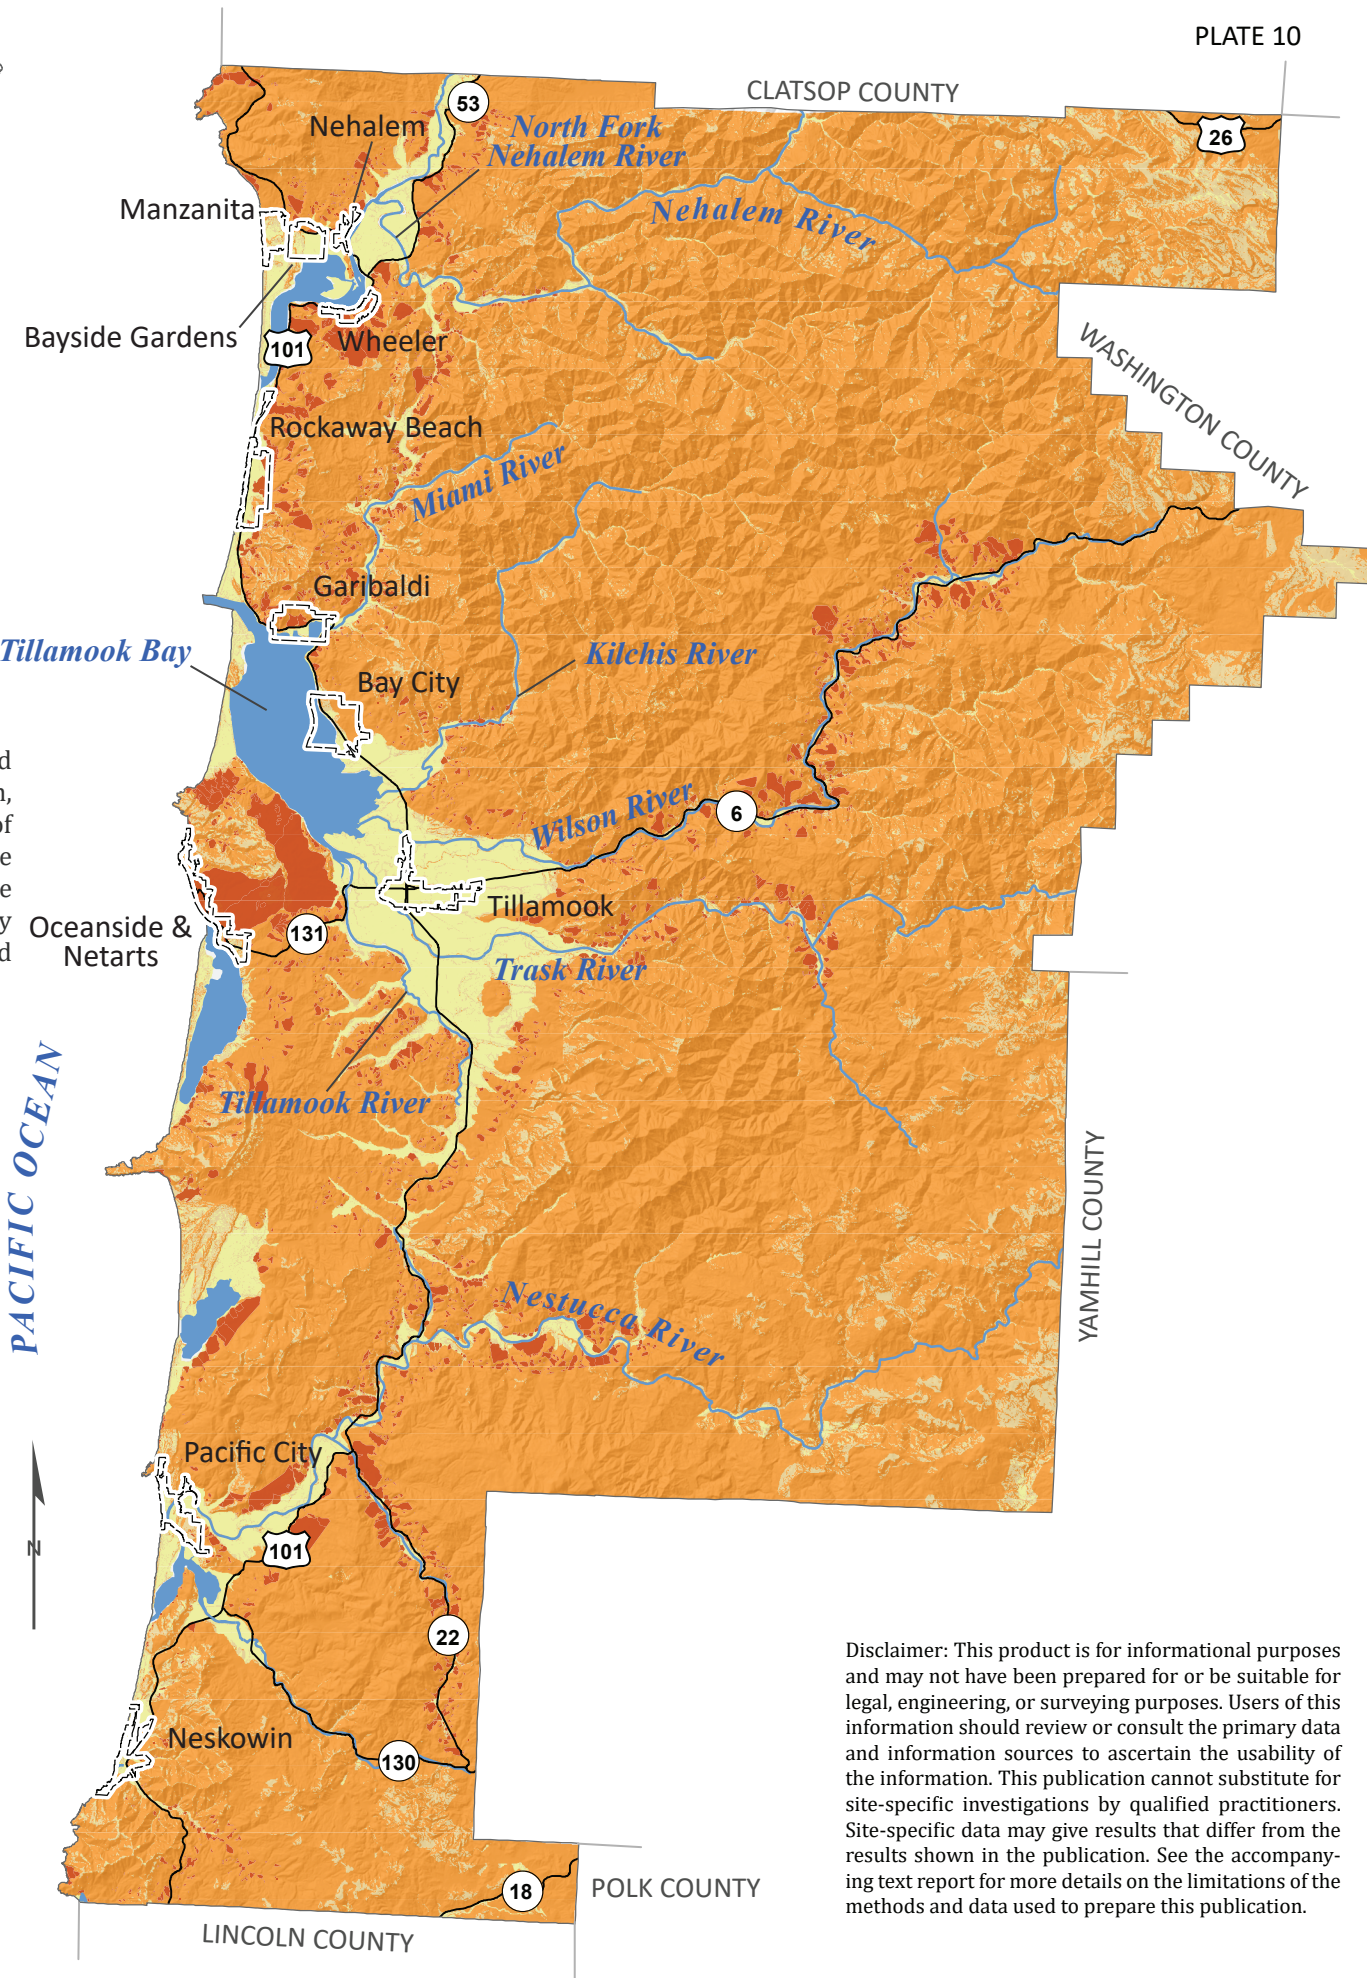 PLATE 10
CLATSOP COUNTY
53
26
Nehalem
North Fork
Nehalem River
Manzanita
Nehalem River
Bayside Gardens
101
Wheeler
WASHINGTON COUNTY
Rockaway Beach
Miami River
Garibaldi
Tillamook Bay
Kilchis River
Bay City
d
n,
of
e
e
y
d
Wilson River
6
Oceanside &
Netarts
131
Tillamook
Trask River
Tillamook River
PACIFIC OCEAN
YAMHILL COUNTY
Nestucca River
Pacific City
N
101
22
Neskowin
130
18
POLK COUNTY
LINCOLN COUNTY
Disclaimer: This product is for informational purposes
and may not have been prepared for or be suitable for
legal, engineering, or surveying purposes. Users of this
information should review or consult the primary data
and information sources to ascertain the usability of
the information. This publication cannot substitute for
site-specific investigations by qualified practitioners.
Site-specific data may give results that differ from the
results shown in the publication. See the accompany-
ing text report for more details on the limitations of the
methods and data used to prepare this publication.